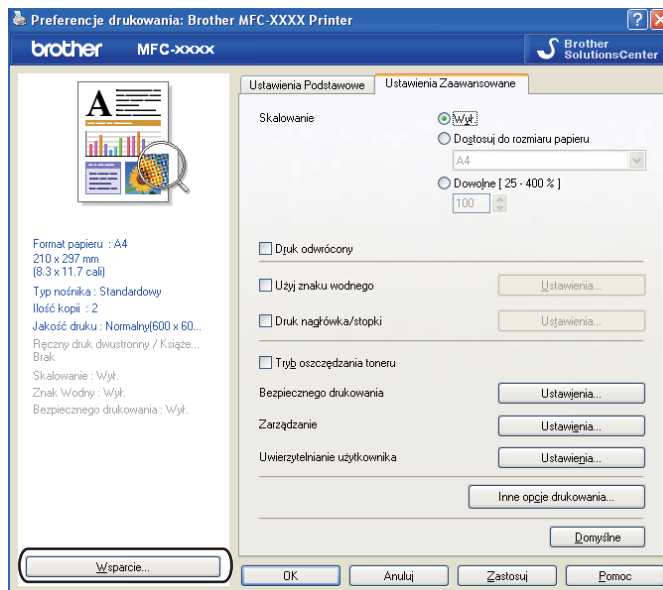 Preferencje drukowania: Brother MFC-XXXX Printer
brother MFC-xxxx
Brother
SolutionsCenter
A
Format papieru : A4
210 x 297 mm
(8.3 x 11.7 cali)
Typ nośnika : Standardowy
Ilość kopii : 2
Jakość druku : Normalny(600 x 60...
Ręczny druk dwustronny / Książe...
Brak
Skalowanie : Wył.
Znak Wodny : Wył.
Bezpiecznego drukowania : Wył.
Wsparcie...
Ustawienia Podstawowe
Ustawienia Zaawansowane
Skalowanie
Wył.
Dostosuj do rozmiaru papieru
A4
Dowolne [ 25 - 400 % ]
100
Druk odwrócony
Użyj znaku wodnego
Ustawienia...
Druk nagłówka/stopki
Ustawienia...
Tryb oszczędzania toneru
Bezpiecznego drukowania
Ustawienia...
Zarządzanie
Ustawienia...
Uwierzytelnianie użytkownika
Ustawienia...
Inne opcje drukowania...
Domyślne
OK
Anuluj
Zastosuj
Pomoc